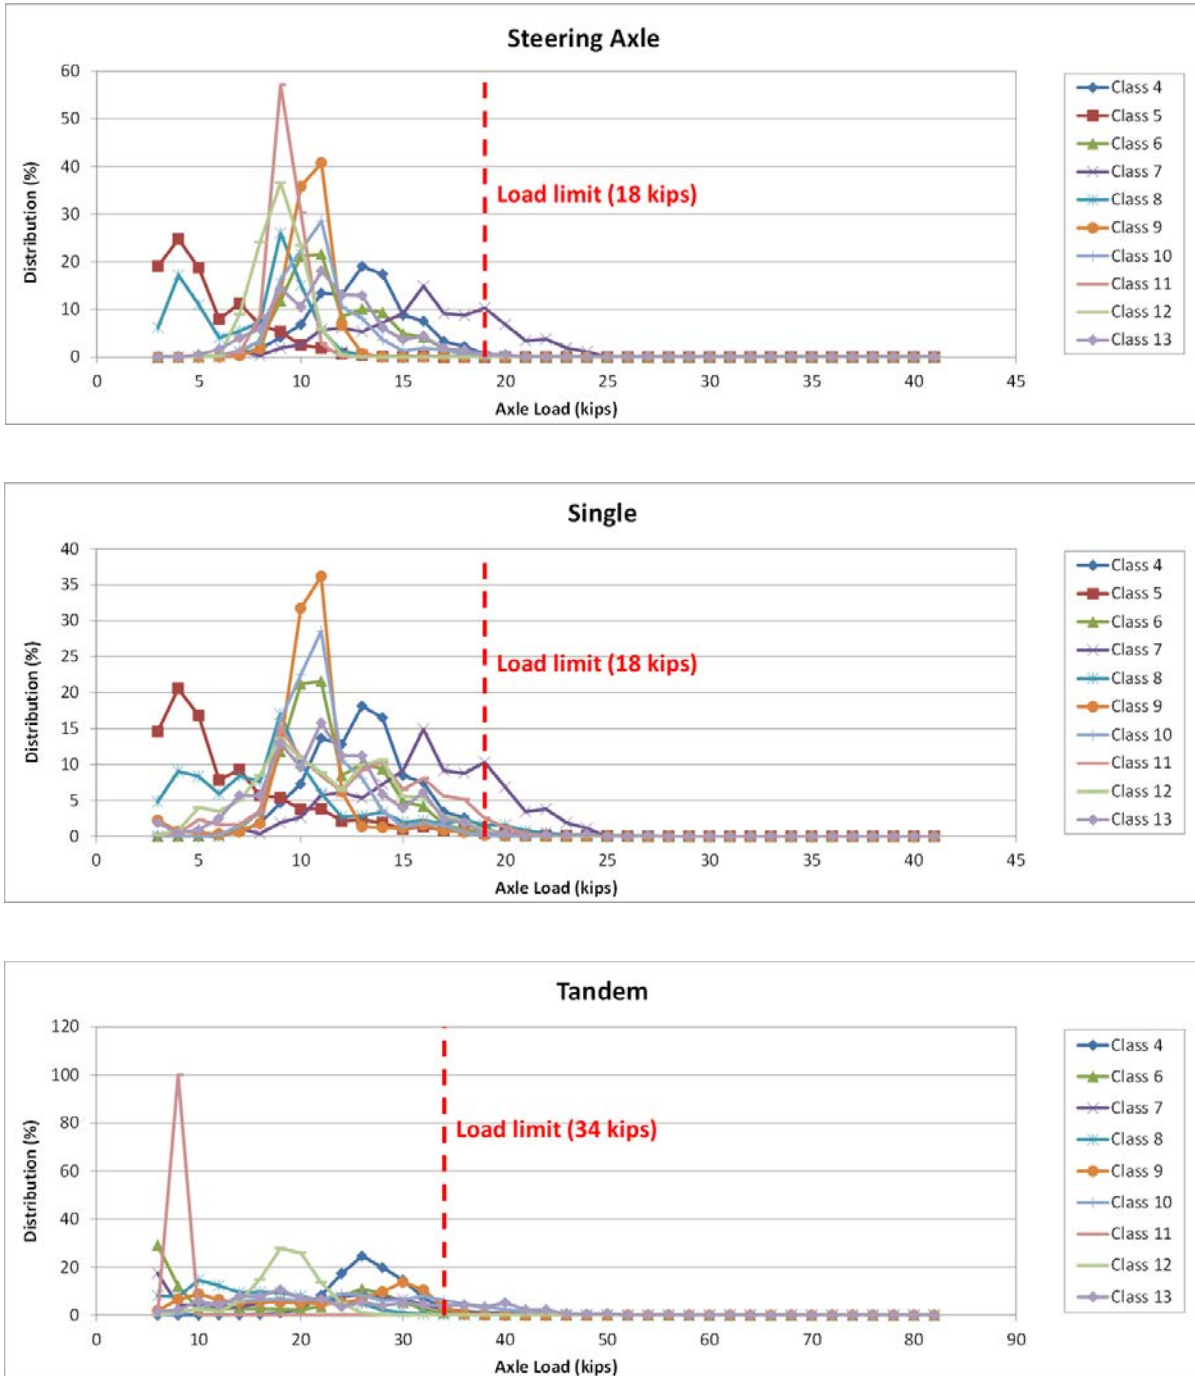 Steering Axle
60
50
40
30
20
10
0
Distribution (%)
Load limit (18 kips)
0 5 10 15 20 25 30 35 40 45
Axle Load (kips)
Class 4
Class 5
Class 6
Class 7
Class 8
Class 9
Class 10
Class 11
Class 12
Class 13
Single
40
35
30
25
20
15
10
5
0
Distribution (%)
Load limit (18 kips)
0 5 10 15 20 25 30 35 40 45
Axle Load (kips)
Class 4
Class 5
Class 6
Class 7
Class 8
Class 9
Class 10
Class 11
Class 12
Class 13
Tandem
120
100
80
60
40
20
0
Distribution (%)
Load limit (34 kips)
0 10 20 30 40 50 60 70 80 90
Axle Load (kips)
Class 4
Class 6
Class 7
Class 8
Class 9
Class 10
Class 11
Class 12
Class 13